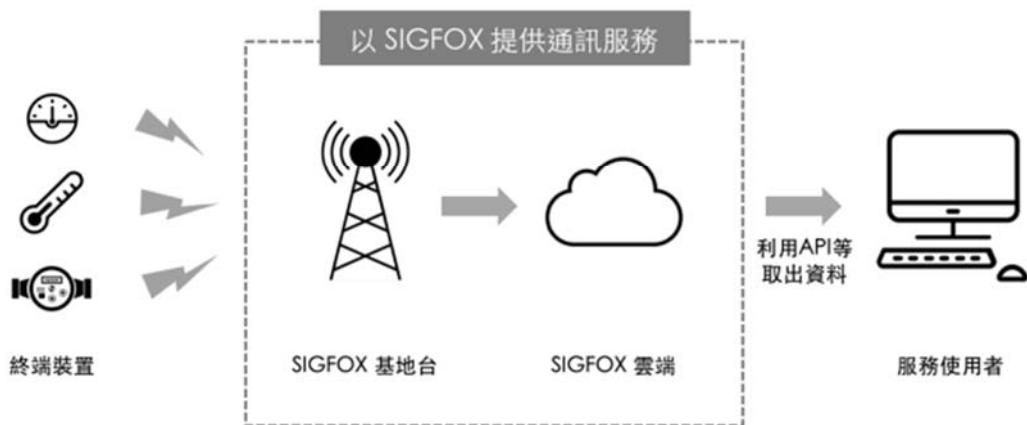 以 SIGFOX 提供通訊服務
利用API等
取出資料
終端裝置
SIGFOX 基地台
SIGFOX 雲端
服務使用者